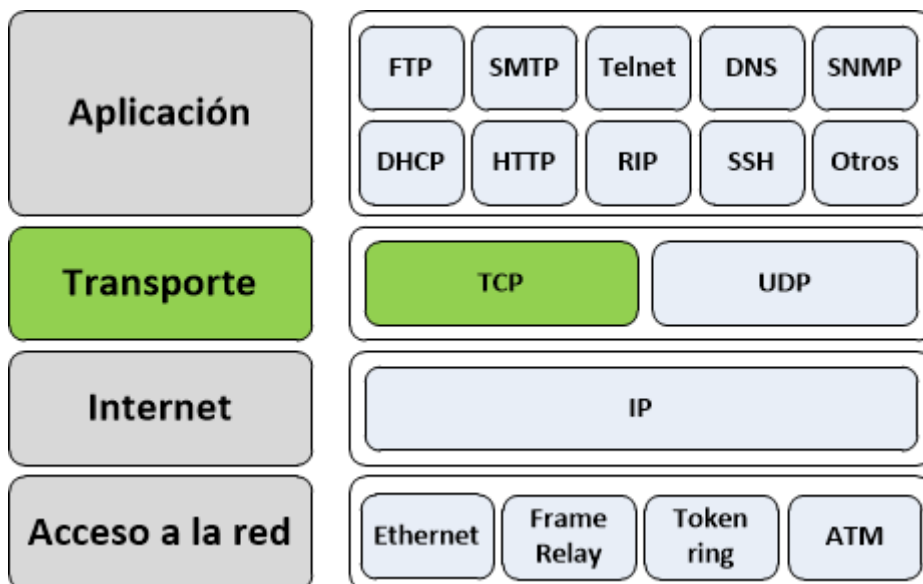 Aplicación
FTP
SMTP
Telnet
DNS
SNMP
DHCP
HTTP
RIP
SSH
Otros
Transporte
TCP
UDP
Internet
IP
Acceso a la red
Ethernet
Frame
Relay
Token
ring
ATM